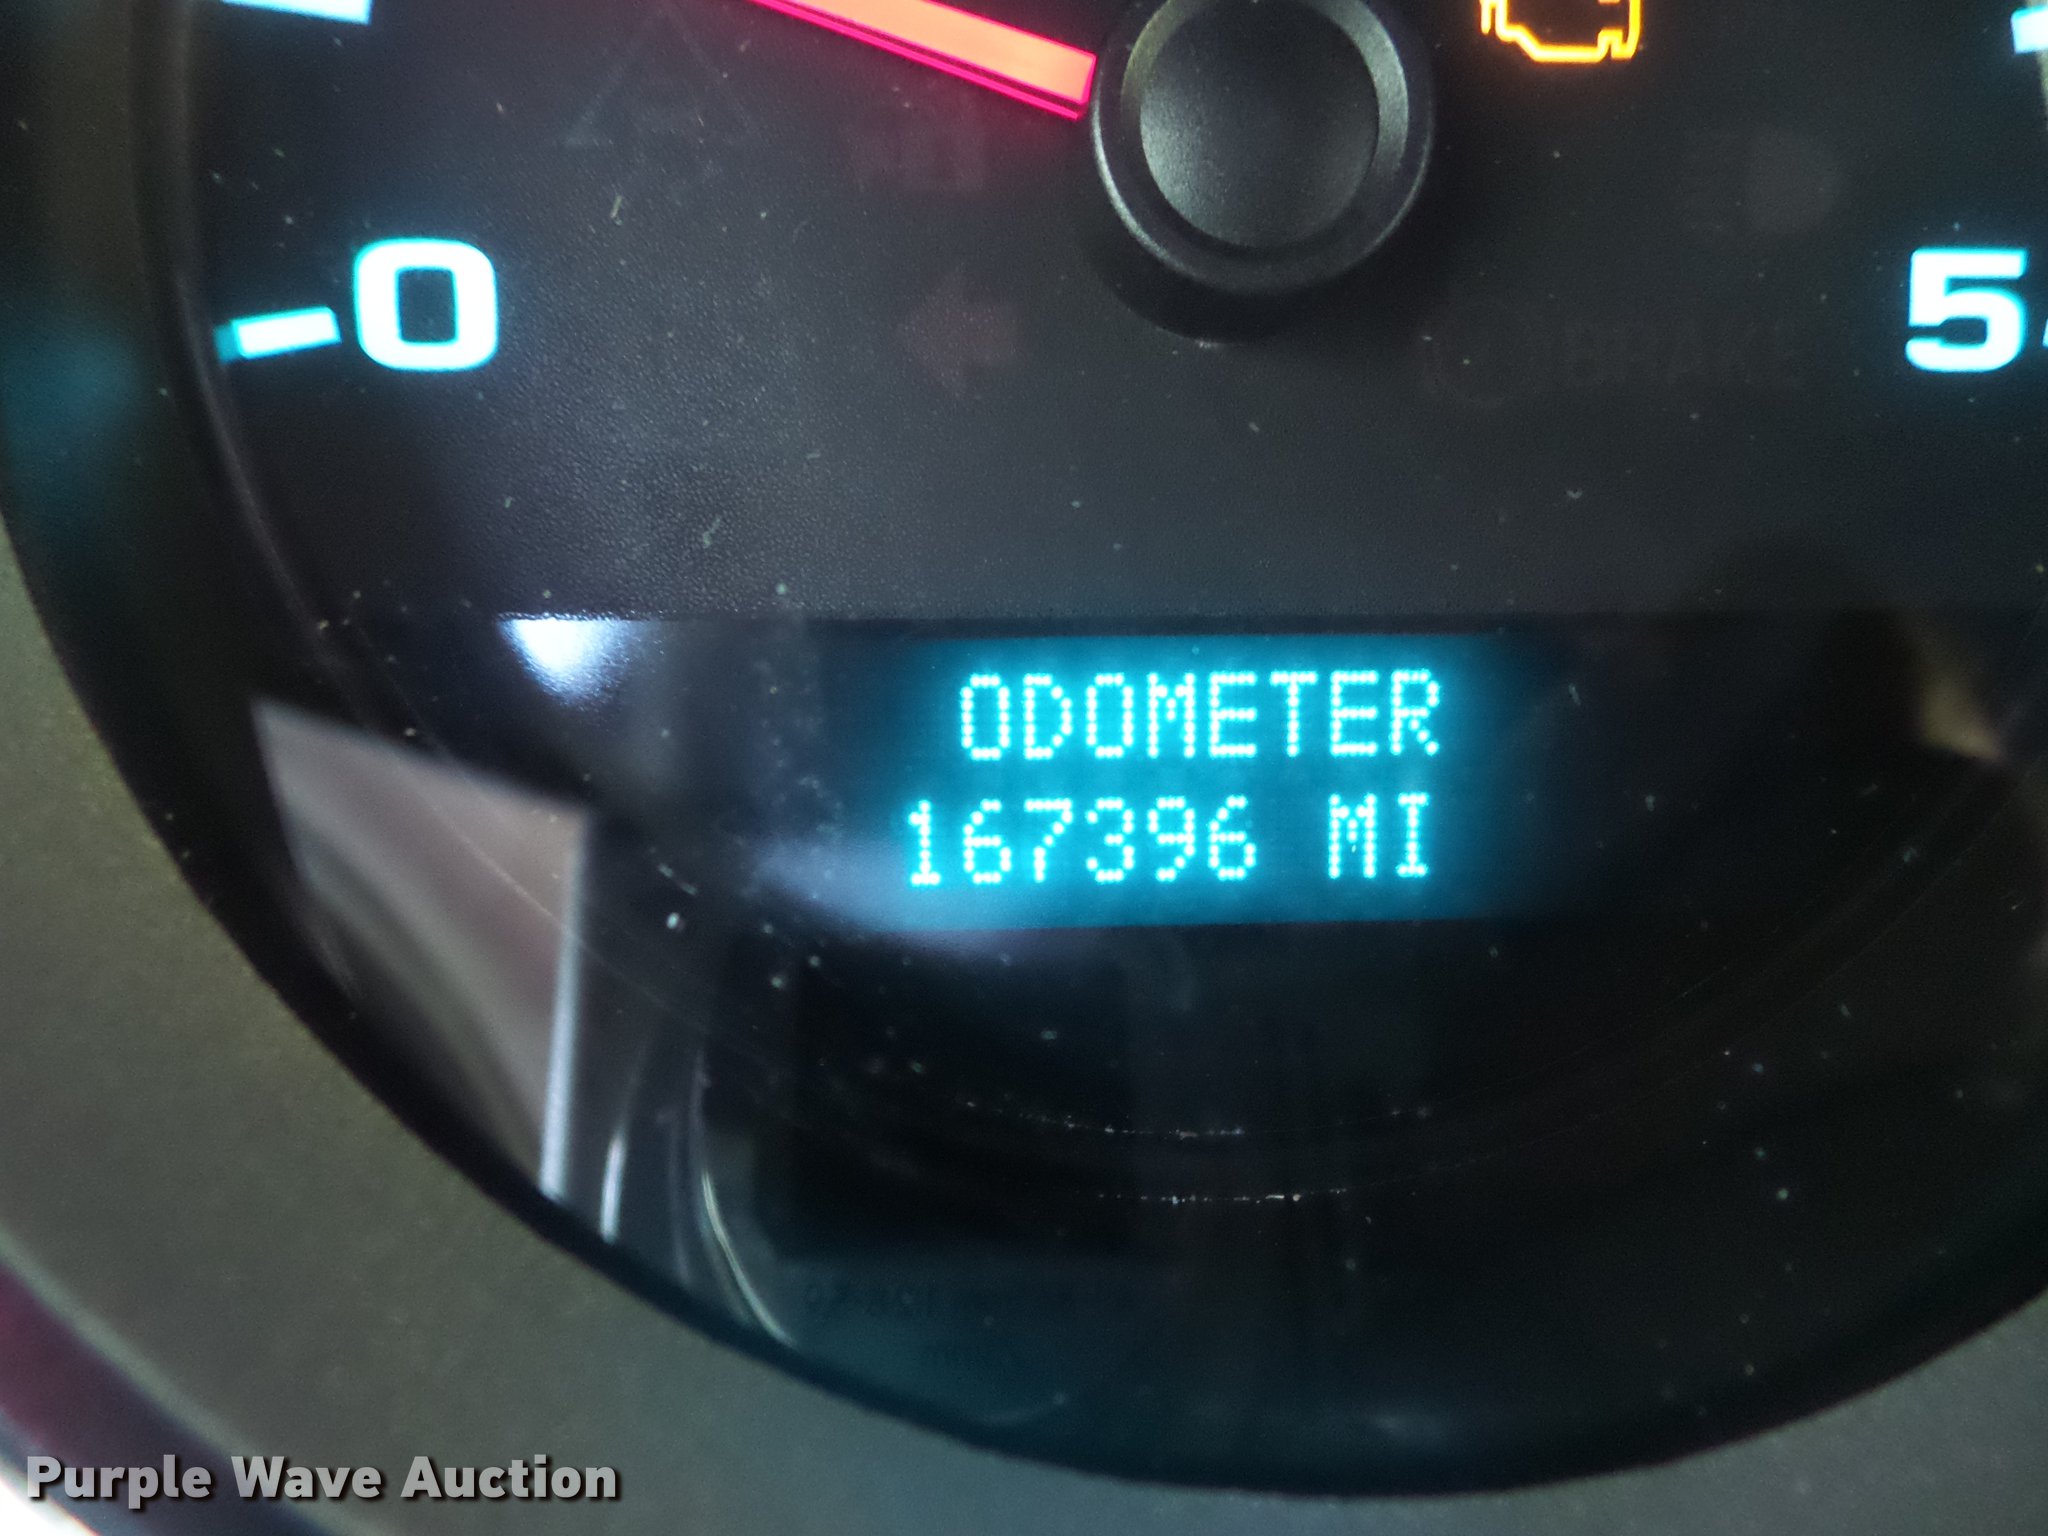 0
5
ODOMETER
167396 MI
Purple Wave Auction